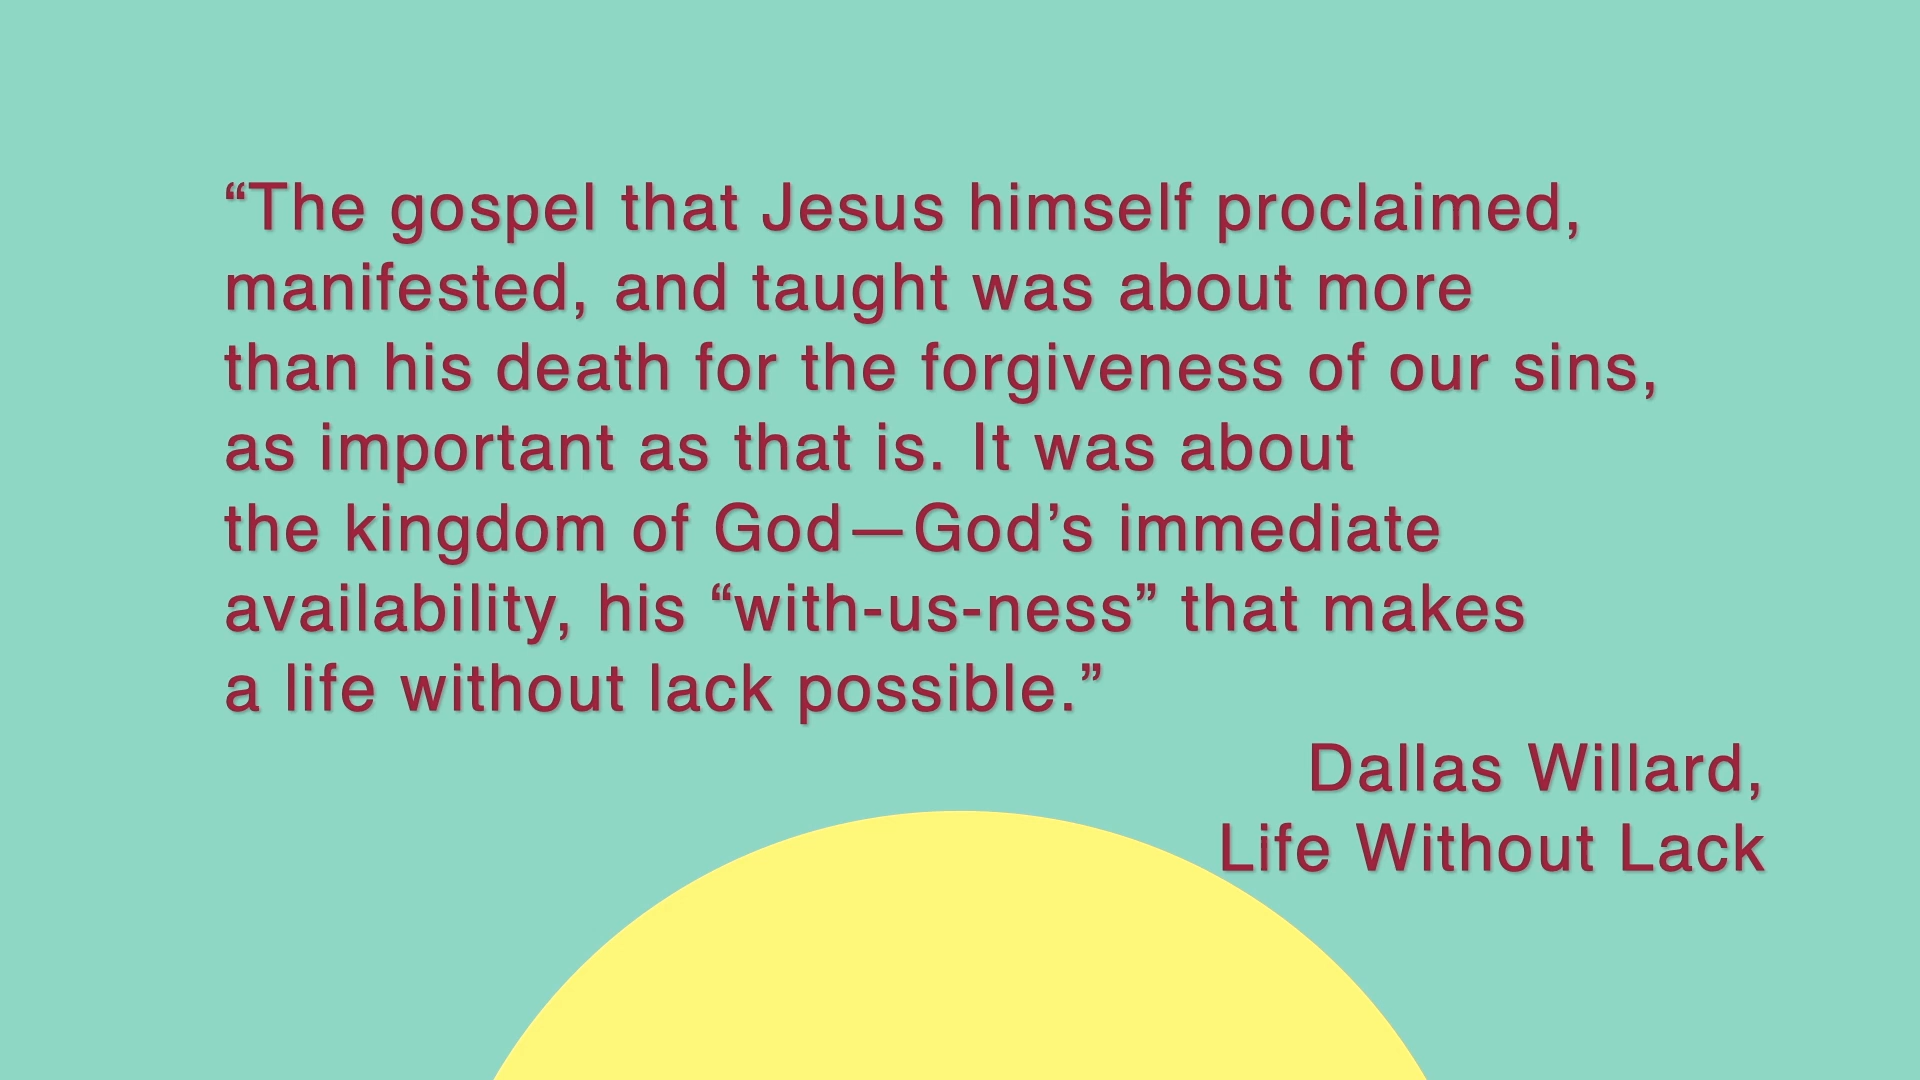 “The gospel that Jesus himself proclaimed,
manifested, and taught was about more
than his death for the forgiveness of our sins,
as important as that is. It was about
the kingdom of God—God’s immediate
availability, his “with-us-ness” that makes
a life without lack possible.”
Dallas Willard,
Life Without Lack